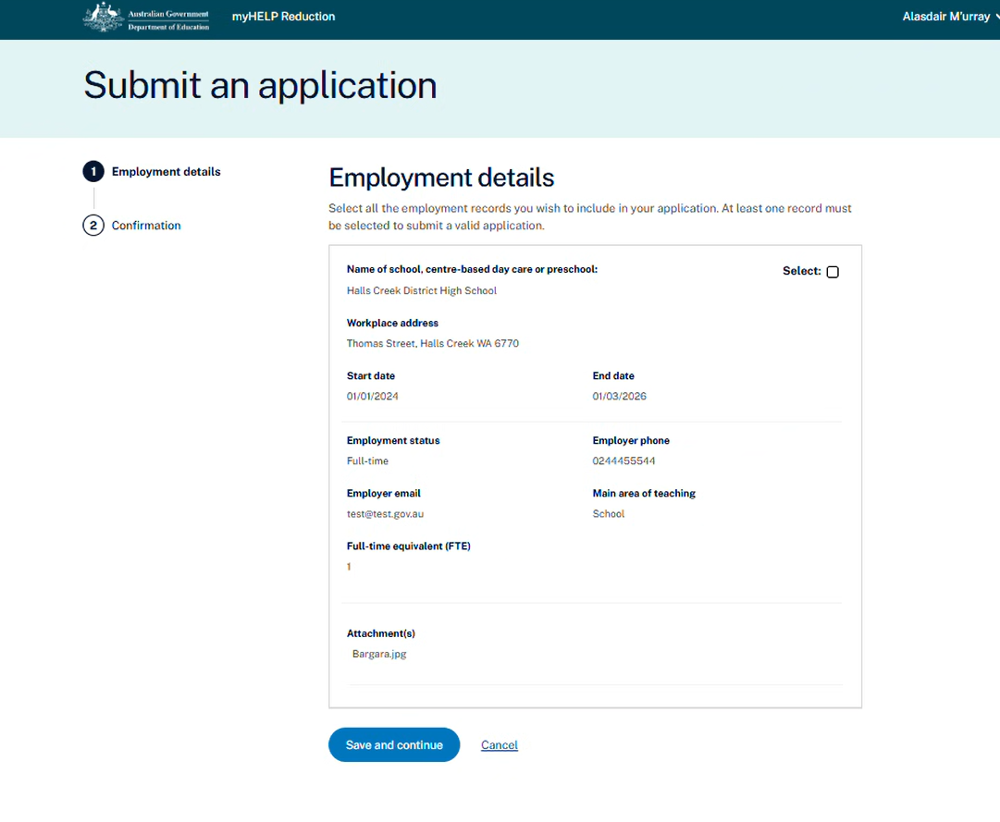 Australian Government
Department of Education
myHELP Reduction
Alasdair M'urray
Submit an application
1 Employment details
2 Confirmation
Employment details
Select all the employment records you wish to include in your application. At least one record must
be selected to submit a valid application.
Name of school, centre-based day care or preschool:
Select:
Halls Creek District High School
Workplace address
Thomas Street, Halls Creek WA 6770
Start date
End date
01/01/2024
01/03/2026
Employment status
Employer phone
Full-time
0244455544
Employer email
Main area of teaching
test@test.gov.au
School
Full-time equivalent (FTE)
1
Attachment(s)
Bargara.jpg
Save and continue
Cancel